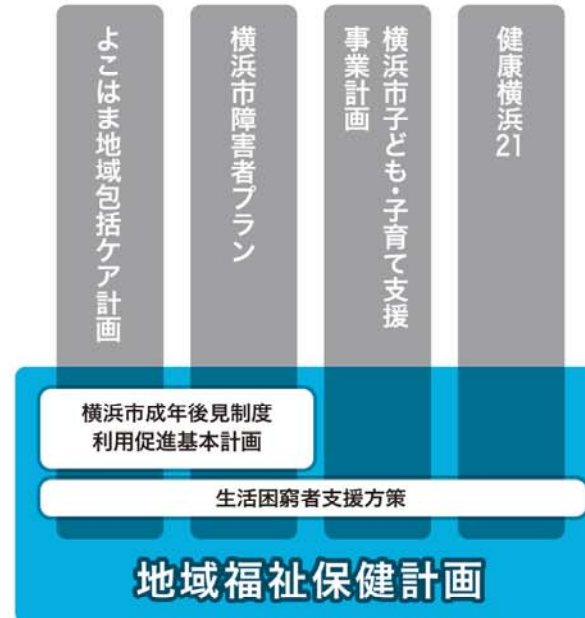 よこはま地域包括ケア計画
横浜市障害者プラン
横浜市子ども・子育て支援
事業計画
健康横浜21
横浜市成年後見制度
利用促進基本計画
生活困窮者支援方策
地域福祉保健計画